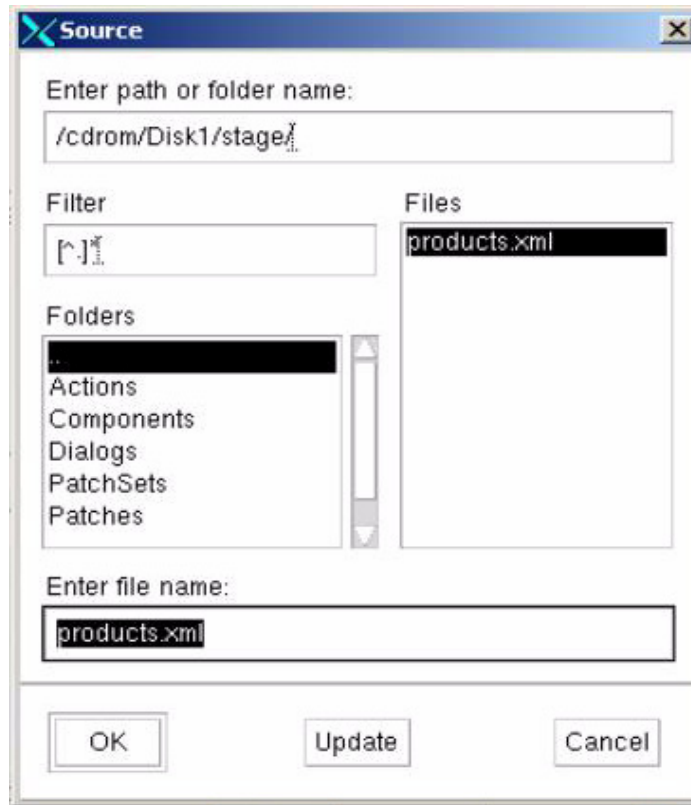 Source
Enter path or folder name:
/cdrom/Disk1/stage/
Filter
[^.]*
Files
products.xml
Folders
..
Actions
Components
Dialogs
PatchSets
Patches
Enter file name:
products.xml
OK
Update
Cancel